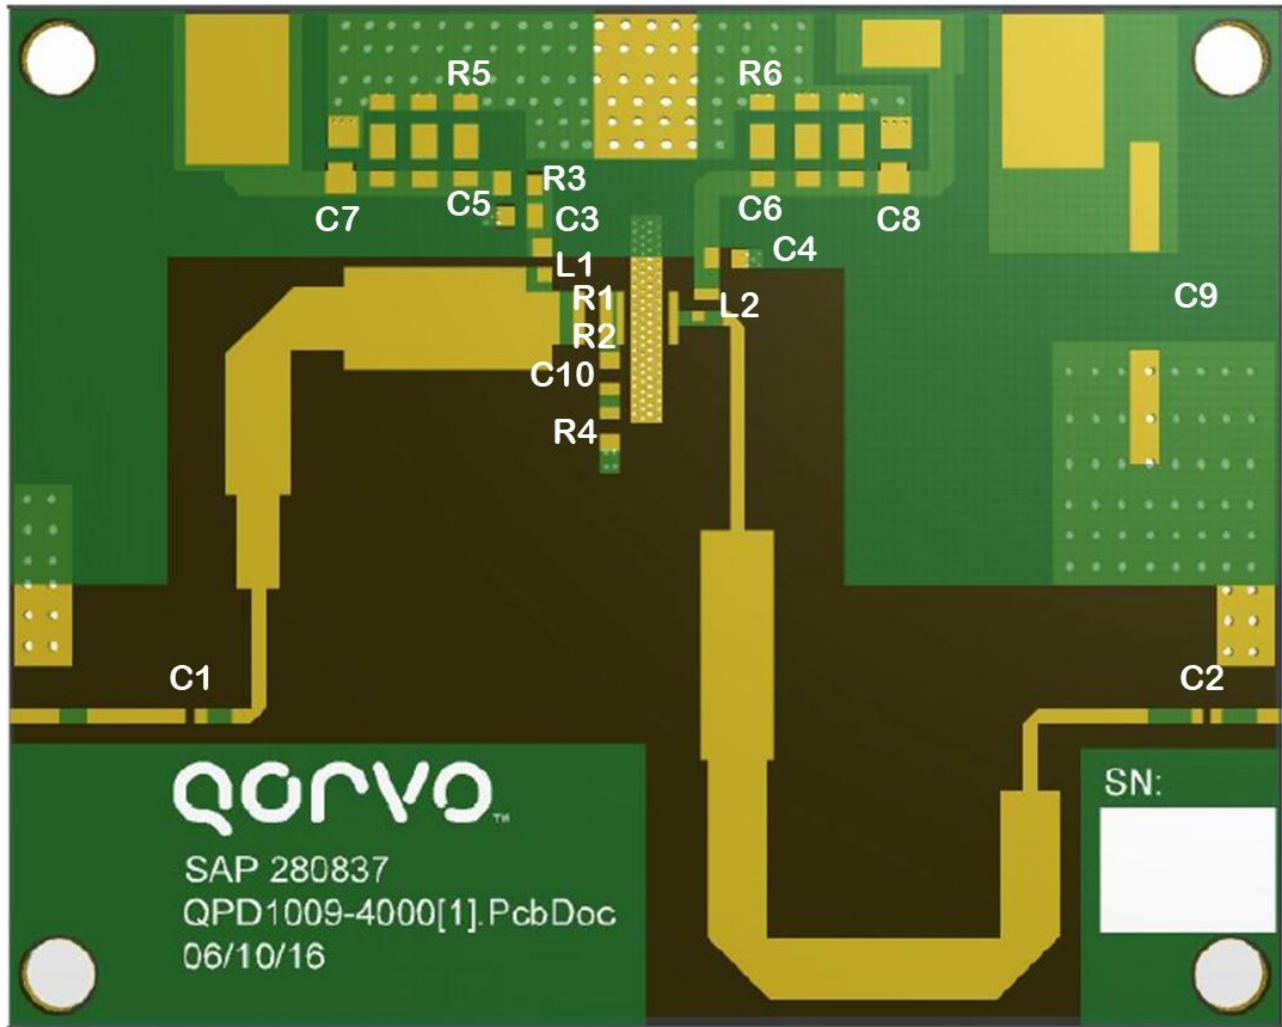 R5
R6
R3
C5
C3
C7
C6
C8
C4
L1
C9
R1
L2
R2
C10
R4
C1
C2
QORVO™
SN:
SAP 280837
QPD1009-4000[1].PcbDoc
06/10/16